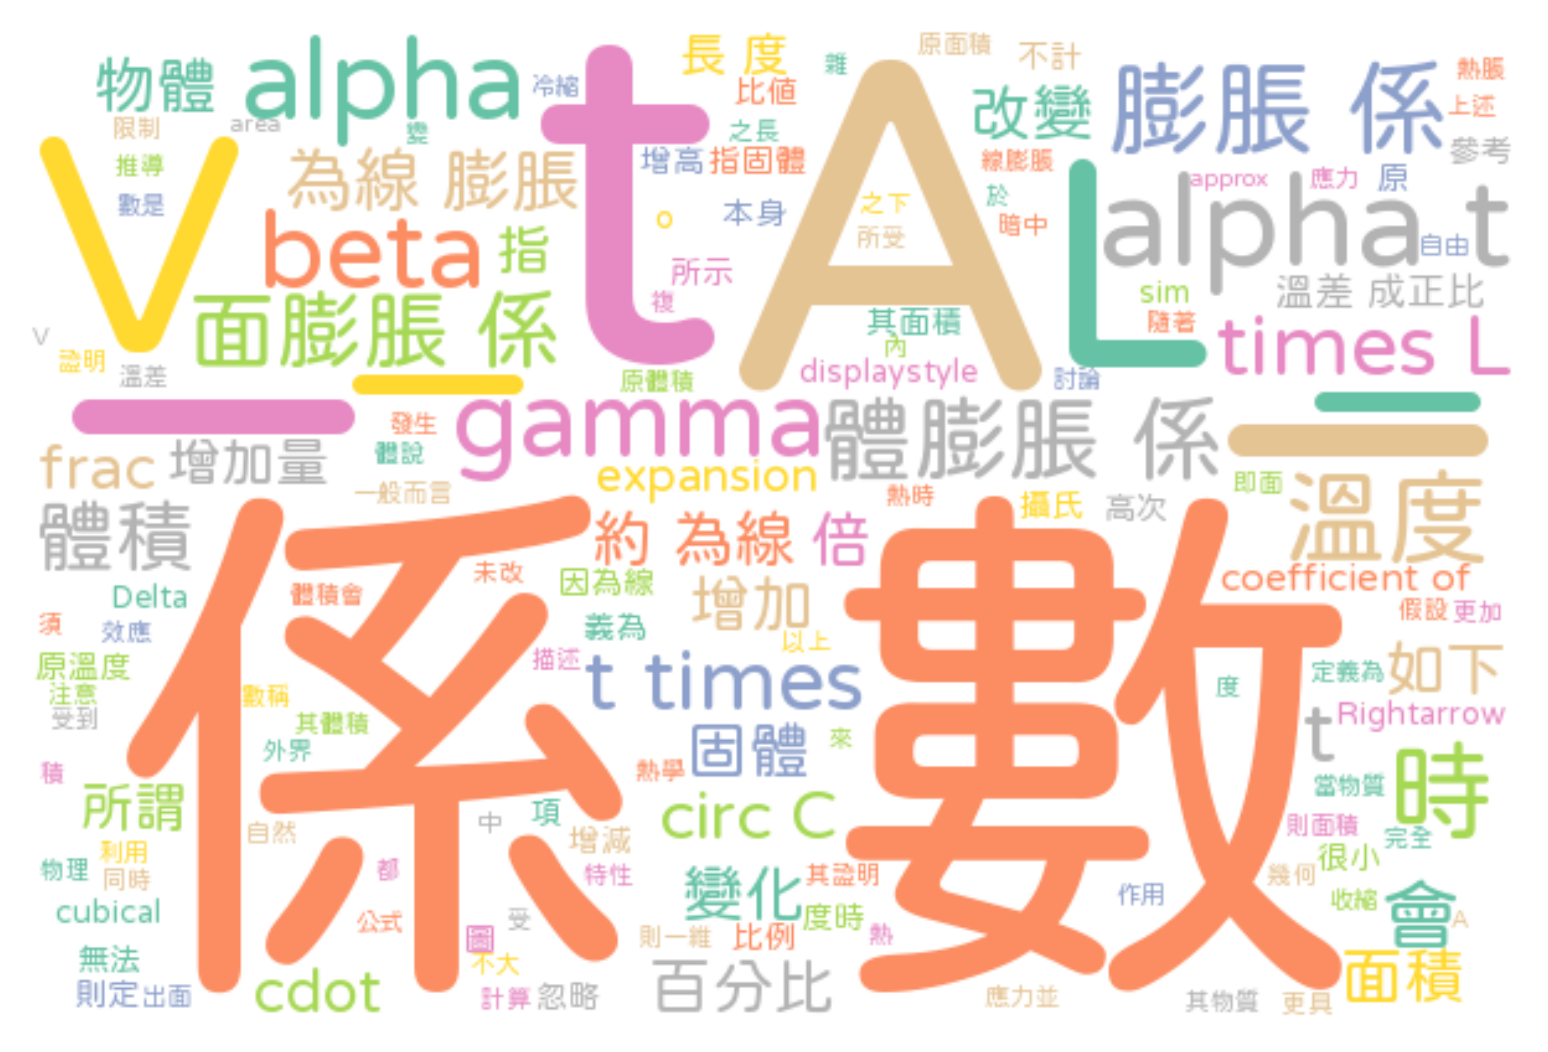 長 度
原面積
不計
雜
熱脹
物體
alpha
冷縮
比值
膨脹 係
上述
限制
area
變
之長
改變
參考
t
A
V
推導
為線 膨脹
增高
指固體
線膨脹
approx
應力
原
數是
本身
之下
於
L
alpha t
beta
指
o
所受
暗中
自由
所示
面膨脹 係
複
其面積
sim
溫差 成正比
V
證明
溫差
內
隨著
times L
原體積
displaystyle
討論
發生
gamma
體膨脹 係
frac
增加量
體說
expansion
一般而言
熱時
攝氏
高次
即面
溫度
體積
係數
約 為線
倍
未改
因為線
coefficient of
Delta
體積會
增加
假設
更加
須
效應
義為
以上
原溫度
描述
t times
定義為
如下
注意
數稱
度
受到
其體積
t
Rightarrow
外界
固體
來
積
熱學
當物質
時
所謂
項
circ C
自然
中
增減
則面積
完全
利用
很小
物理
同時
都
特性
變化
其證明
作用
幾何
收縮
cubical
公式
受
度時
會
A
圖
則一維
比例
熱
無法
不大
面積
則定
出面
cdot
計算
忽略
百分比
應力並
其物質
更具